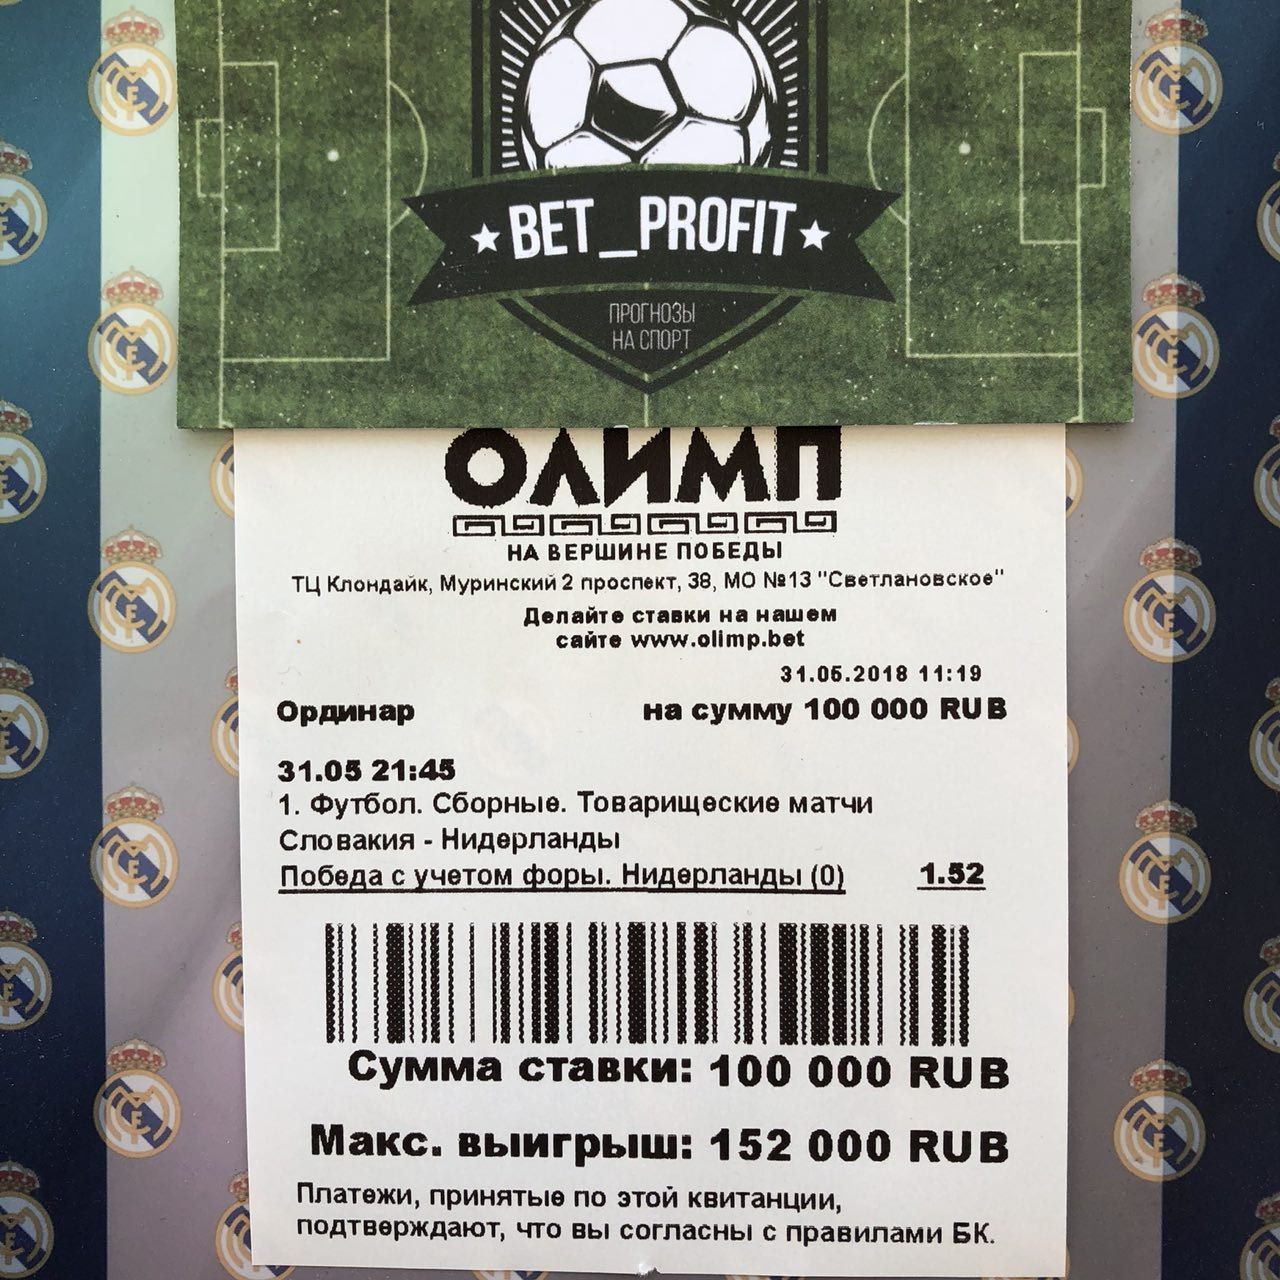 BET_PROFIT
ПРОГНОЗЫ
НА СПОРТ
ОЛИМП
НА ВЕРШИНЕ ПОБЕДЫ
ТЦ Клондайк, Муринский 2 проспект, 38, МО №13 "Светлановское"
Делайте ставки на нашем
сайте www.olimp.bet
31.05.2018 11:19
Ординар на сумму 100 000 RUB
31.05 21:45
1. Футбол. Сборные. Товарищеские матчи
Словакия - Нидерланды
Победа с учетом форы. Нидерланды (0) 1.52
Сумма ставки: 100 000 RUB
Макс. выигрыш: 152 000 RUB
Платежи, принятые по этой квитанции,
подтверждают, что вы согласны с правилами БК.